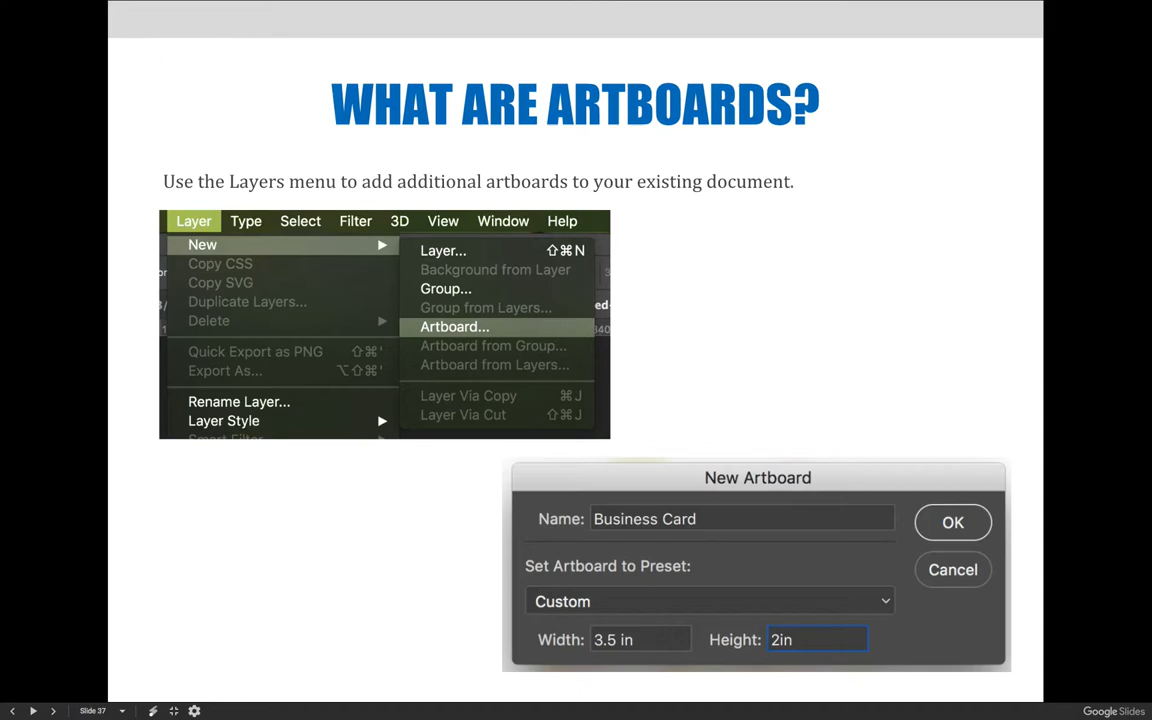 WHAT ARE ARTBOARDS?
Use the Layers menu to add additional artboards to your existing document.
Layer Type Select Filter 3D View Window Help
New
Copy CSS
Copy SVG
Duplicate Layers...
Delete
Quick Export as PNG ⇧⌘'
Export As... ⌥⇧⌘'
Rename Layer...
Layer Style
Smart Filter
Layer... ⇧⌘N
Background from Layer
Group...
Group from Layers...
Artboard...
Artboard from Group...
Artboard from Layers...
Layer Via Copy ⌘J
Layer Via Cut ⇧⌘J
New Artboard
Name: Business Card
OK
Set Artboard to Preset:
Cancel
Custom
Width: 3.5 in Height: 2in
Slide 37
Google Slides